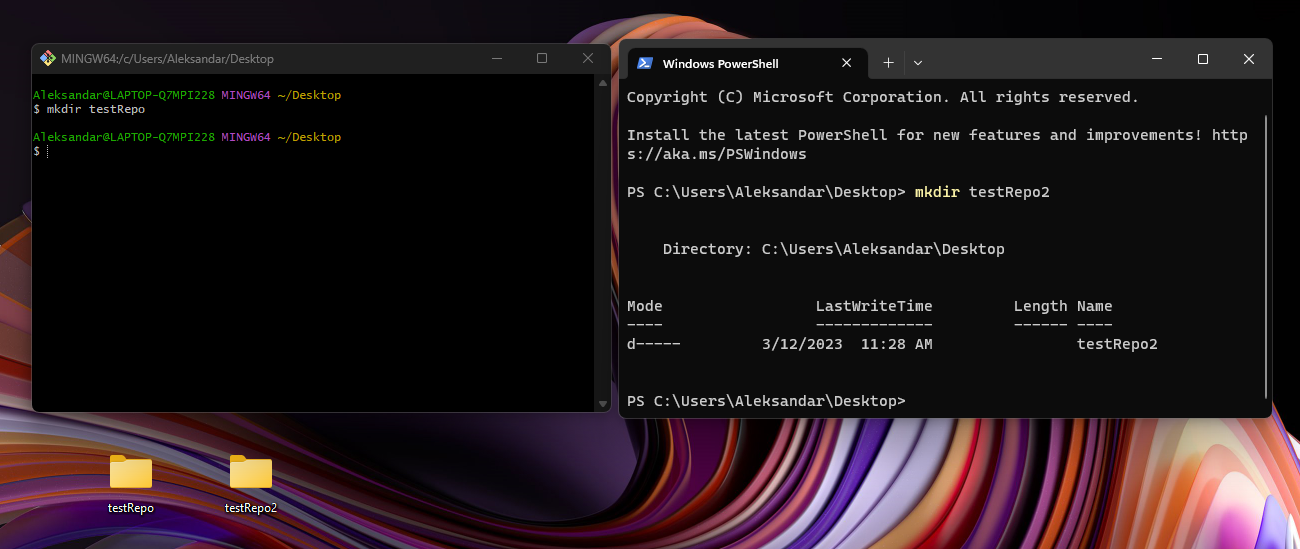 MINGW64:/c/Users/Aleksandar/Desktop
Aleksandar@LAPTOP-Q7MPI228 MINGW64 ~/Desktop
$ mkdir testRepo
Aleksandar@LAPTOP-Q7MPI228 MINGW64 ~/Desktop
$
Windows PowerShell
Copyright (C) Microsoft Corporation. All rights reserved.
Install the latest PowerShell for new features and improvements! http
s://aka.ms/PSWindows
PS C:\Users\Aleksandar\Desktop> mkdir testRepo2
Directory: C:\Users\Aleksandar\Desktop
Mode                 LastWriteTime         Length Name
----                 -------------         ------ ----
d-----         3/12/2023  11:28 AM                testRepo2
PS C:\Users\Aleksandar\Desktop>
testRepo
testRepo2